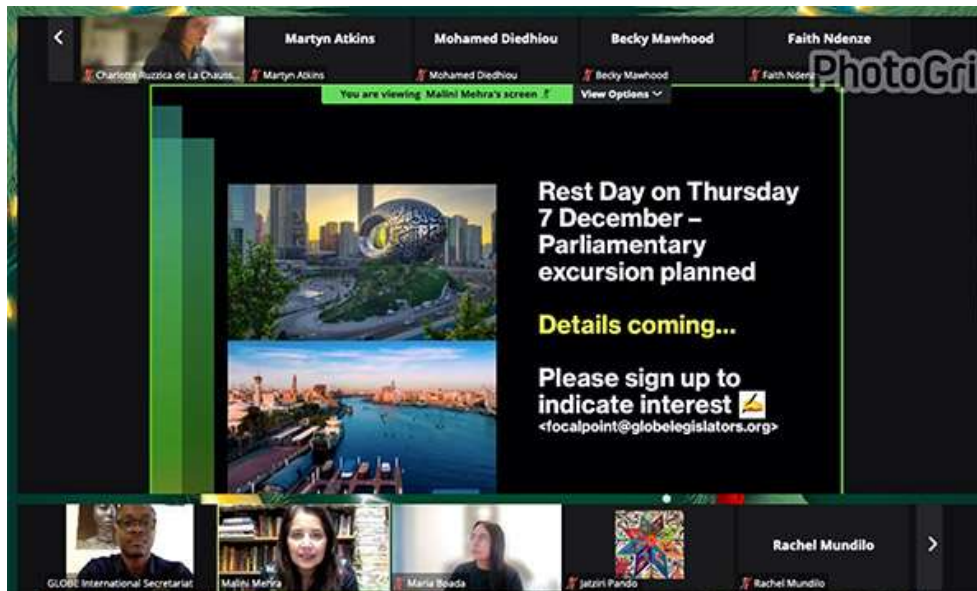 Martyn Atkins
Mohamed Diedhiou
Becky Mawhood
Faith Ndenze
Charlotte Ruzzica de La Chauss...
Martyn Atkins
Mohamed Diedhiou
Becky Mawhood
Faith Ndenze
PhotoGri
You are viewing Malini Mehra's screen
View Options
Rest Day on Thursday
7 December –
Parliamentary
excursion planned
Details coming...
Please sign up to
indicate interest ✍
<focalpoint@globelegislators.org>
Rachel Mundilo
GLOBE International Secretariat
Malini Mehra
Maria Boada
Jatziri Pando
Rachel Mundilo